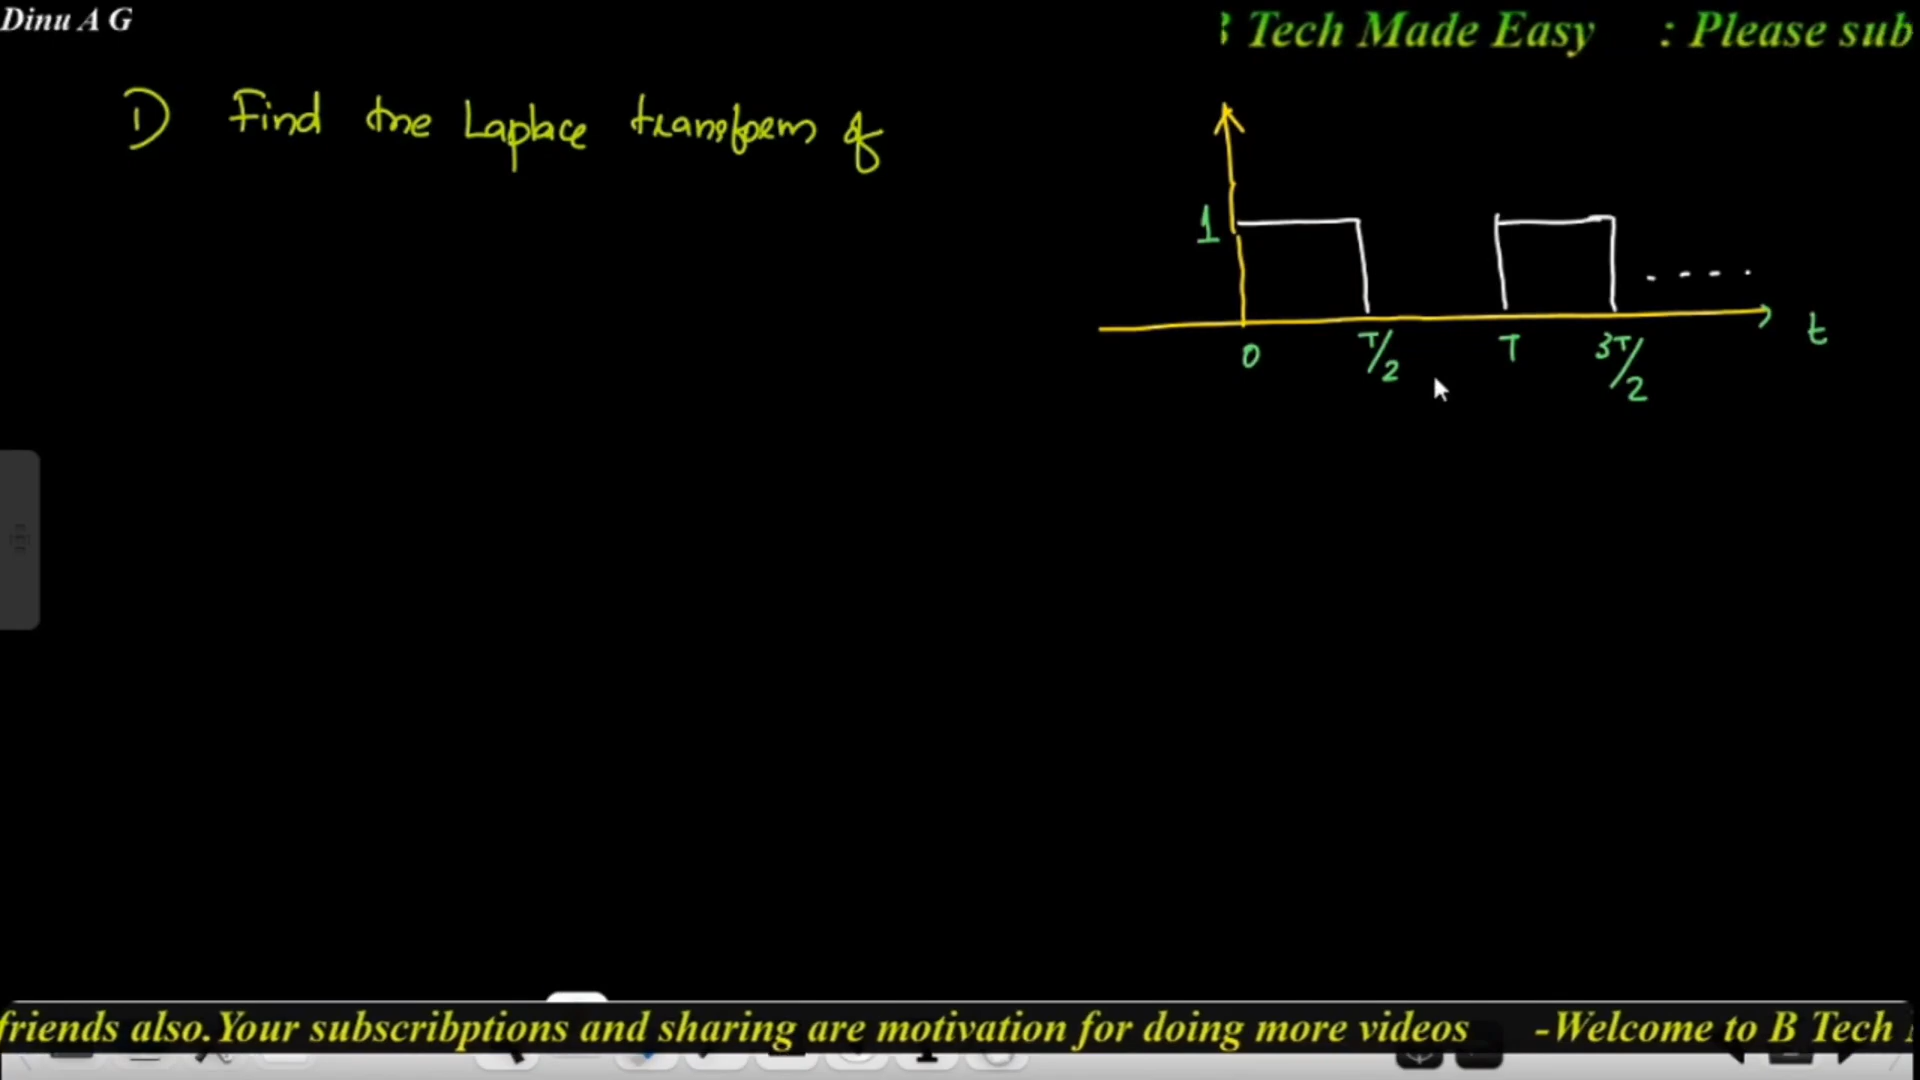 Dinu A G
Tech Made Easy : Please sub
1) Find the Laplace transform of
1
0 T/2 T 3T/2 t
friends also.Your subscribptions and sharing are motivation for doing more videos -Welcome to B Tech